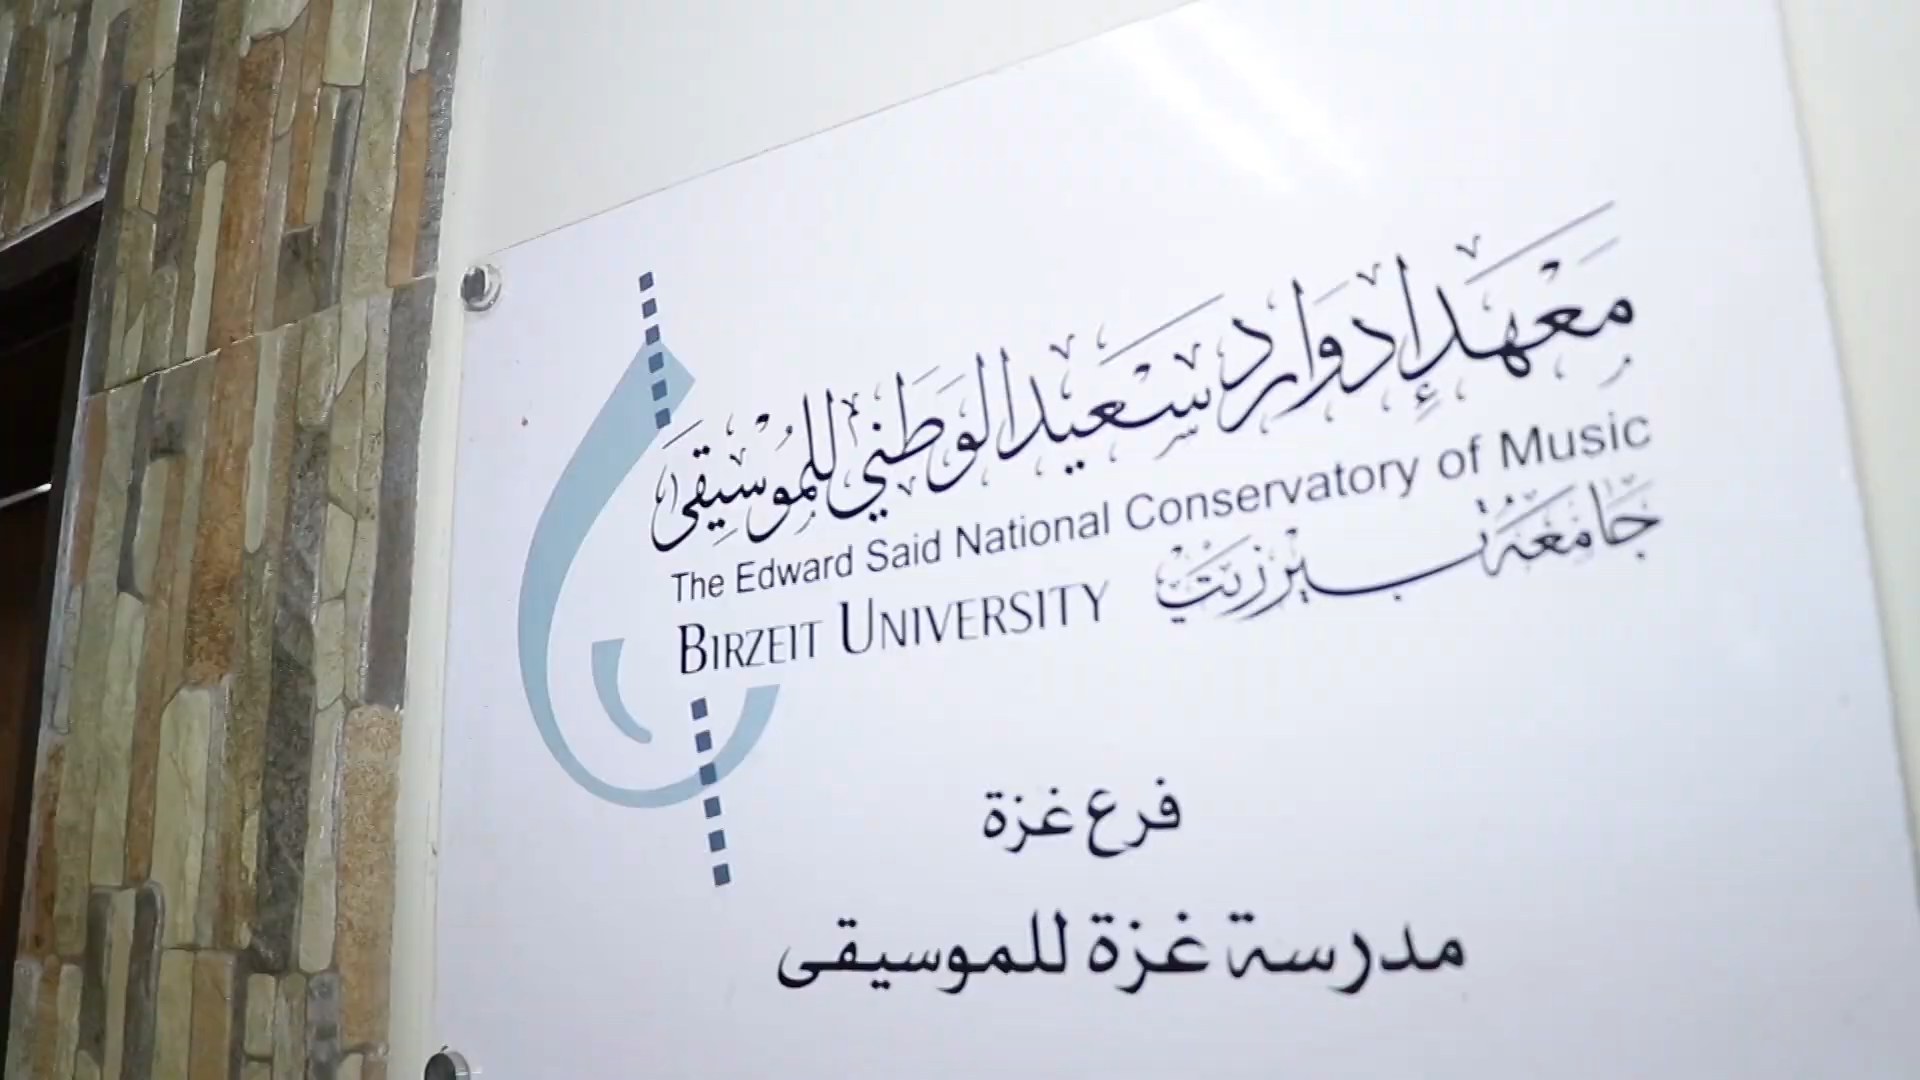 معهد إدوارد سعيد الوطني للموسيقى
The Edward Said National Conservatory of Music
BIRZEIT UNIVERSITY جامعة بيرزيت
فرع غزة
مدرسة غزة للموسيقى